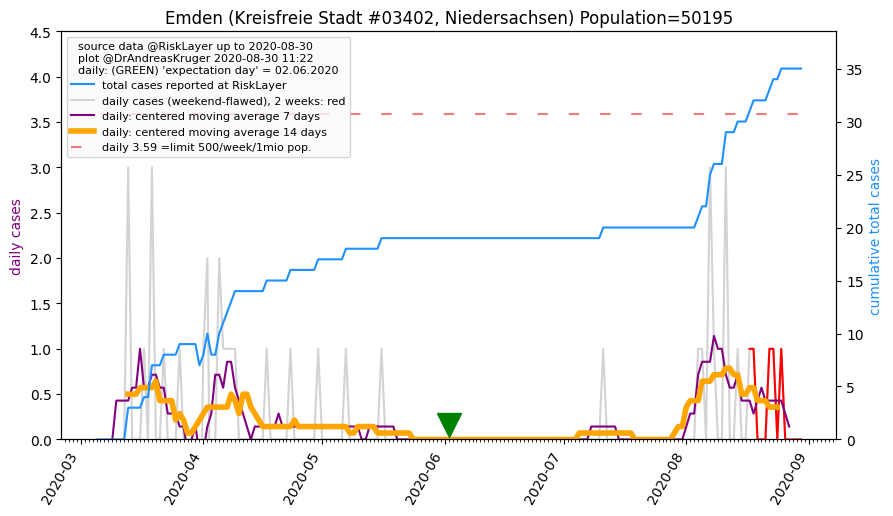 Emden (Kreisfreie Stadt #03402, Niedersachsen) Population=50195
source data @RiskLayer up to 2020-08-30
plot @DrAndreasKruger 2020-08-30 11:22
daily: (GREEN) 'expectation day' = 02.06.2020
total cases reported at RiskLayer
daily cases (weekend-flawed), 2 weeks: red
daily: centered moving average 7 days
daily: centered moving average 14 days
daily 3.59 =limit 500/week/1mio pop.
daily cases
4.5
4.0
3.5
3.0
2.5
2.0
1.5
1.0
0.5
0.0
35
30
25
20
15
10
5
0
cumulative total cases
2020-03
2020-04
2020-05
2020-06
2020-07
2020-08
2020-09